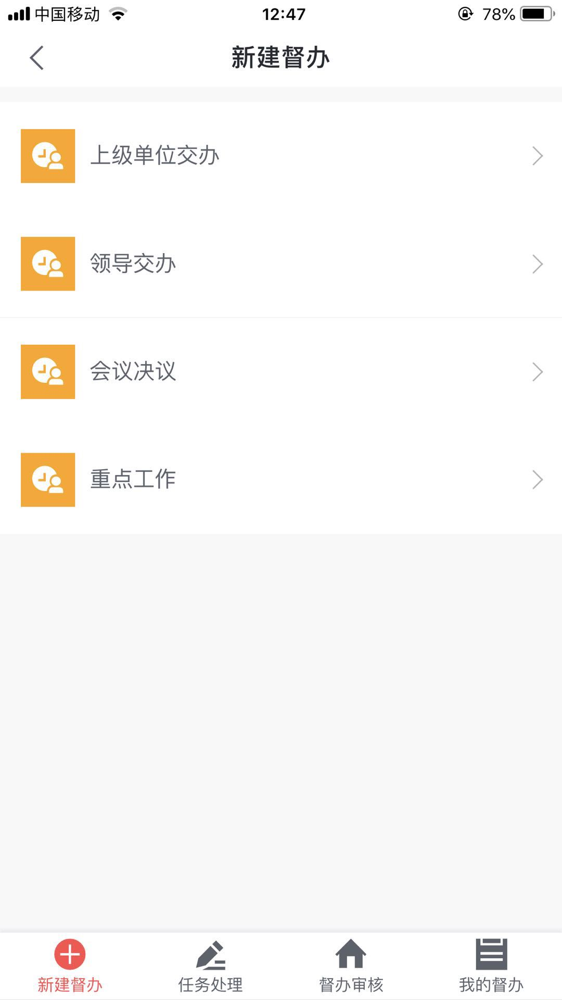 中国移动 12:47 78%
新建督办
上级单位交办
领导交办
会议决议
重点工作
新建督办 任务处理 督办审核 我的督办